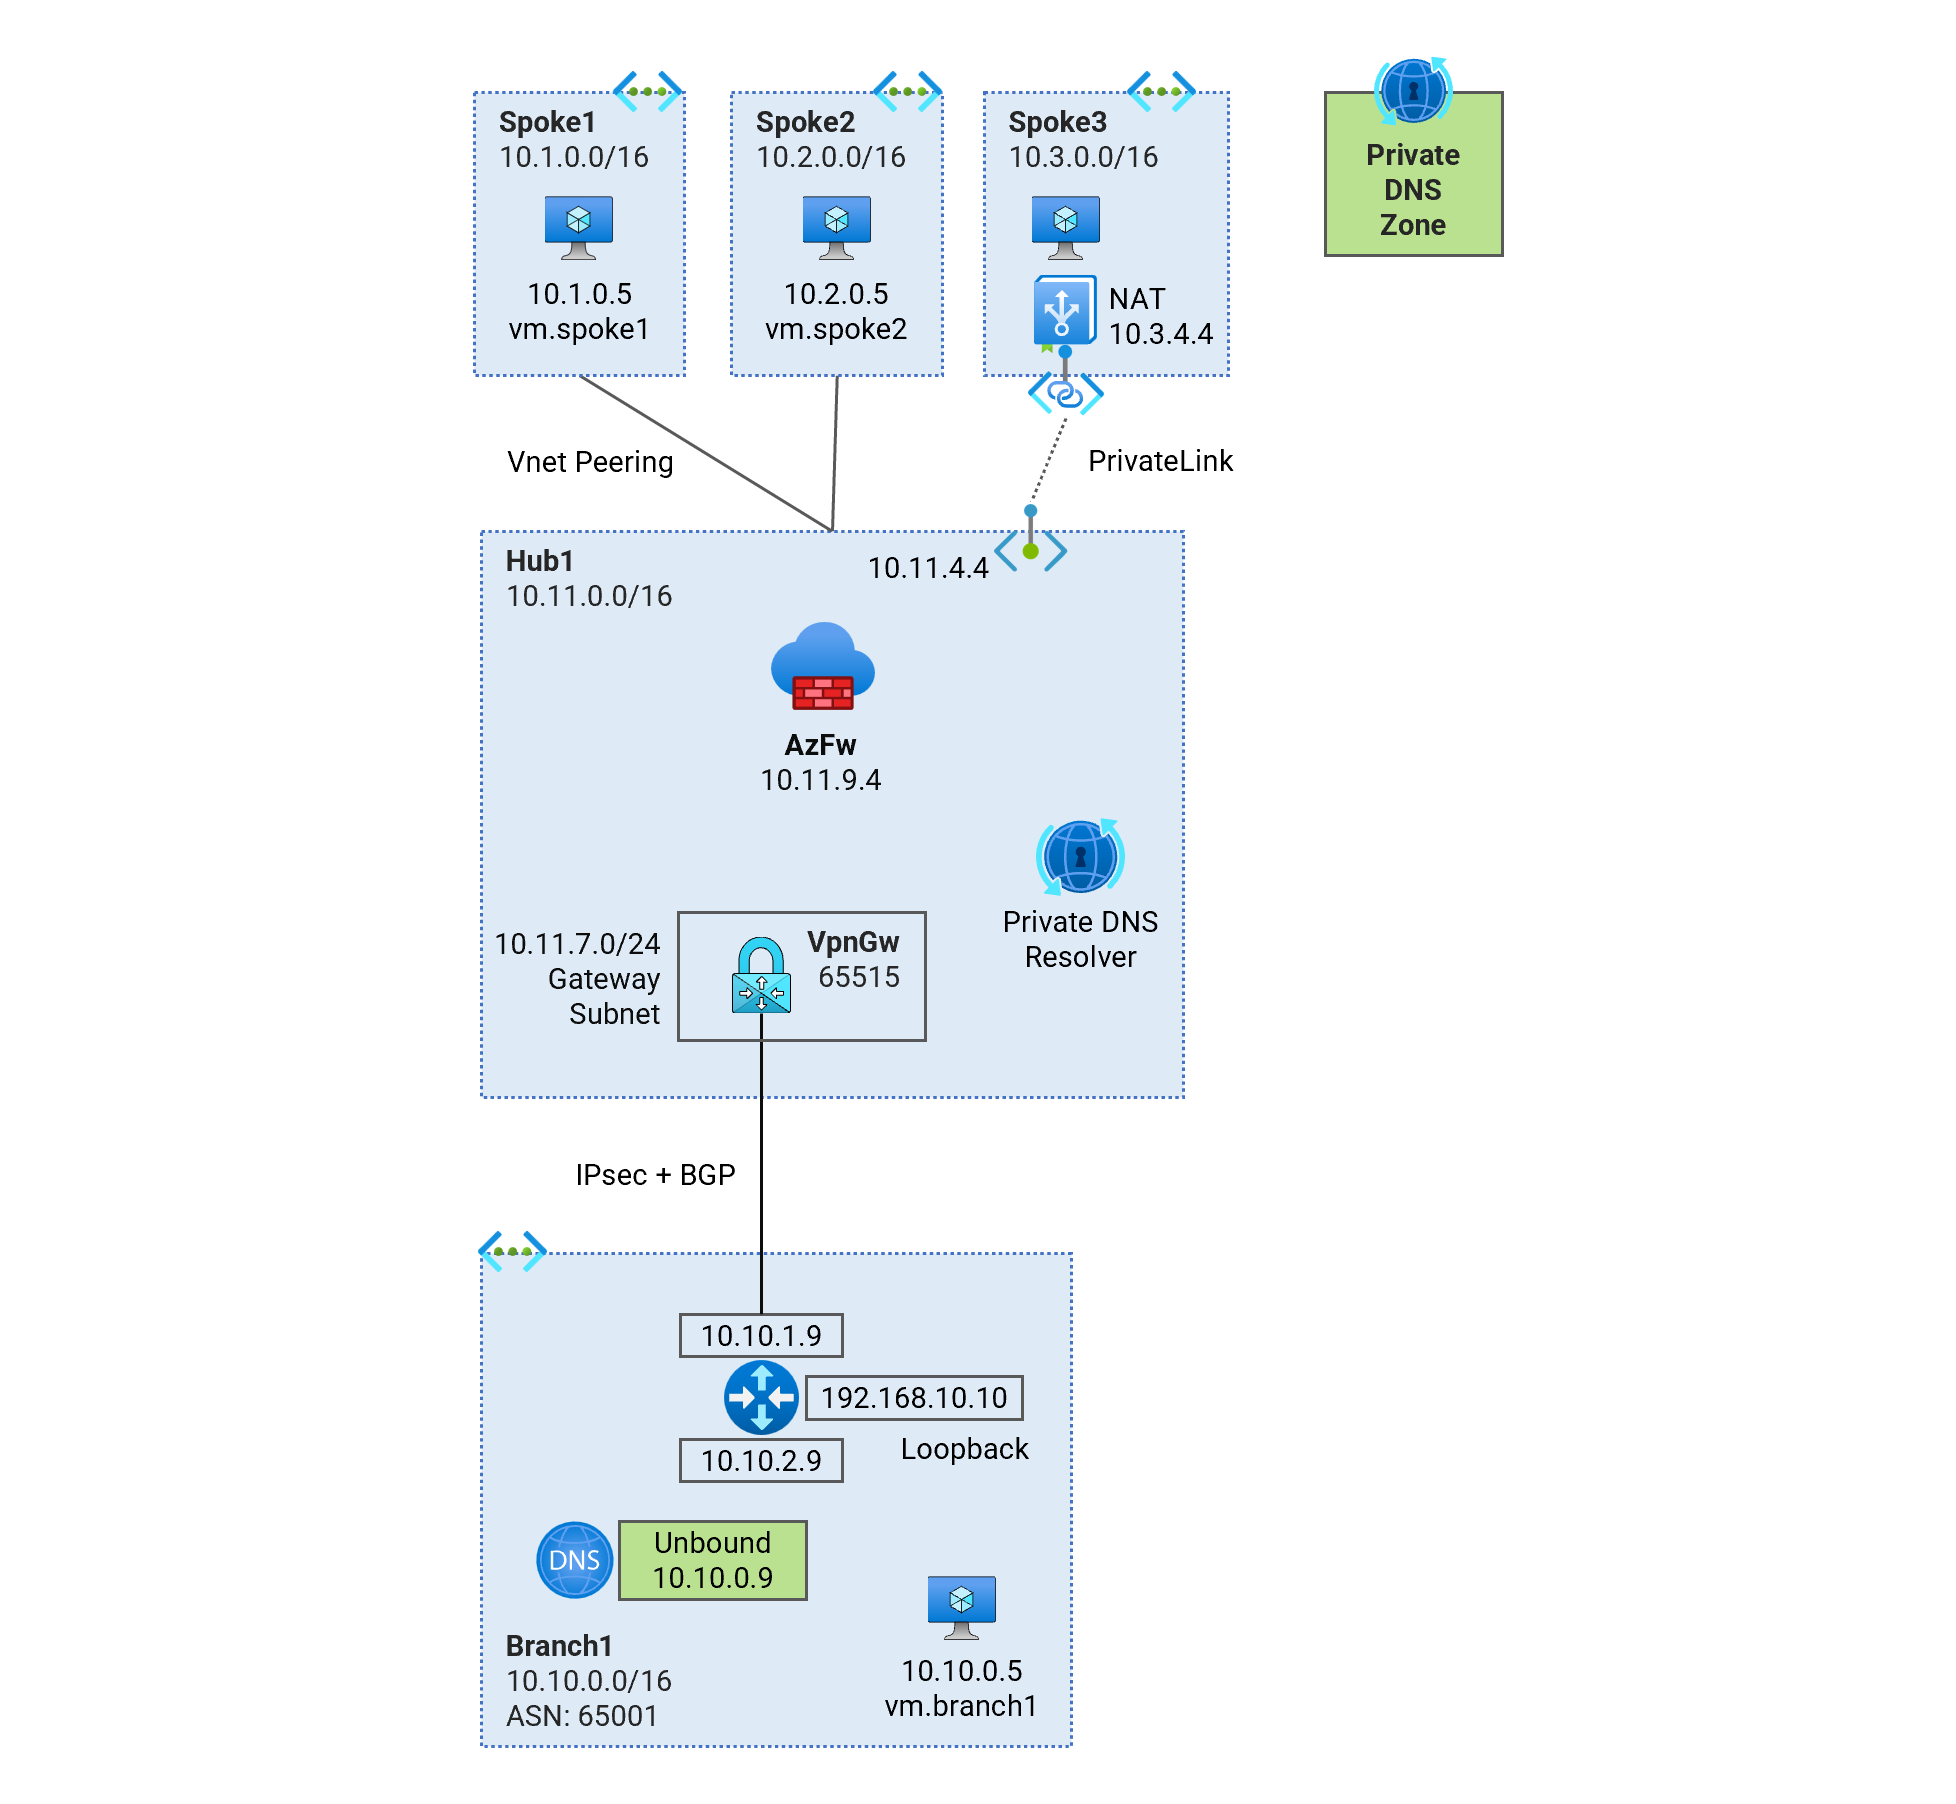 Spoke1
10.1.0.0/16
10.1.0.5
vm.spoke1
Spoke2
10.2.0.0/16
10.2.0.5
vm.spoke2
Spoke3
10.3.0.0/16
NAT
10.3.4.4
Private
DNS
Zone
Vnet Peering
PrivateLink
Hub1
10.11.0.0/16
10.11.4.4
AzFw
10.11.9.4
Private DNS
Resolver
10.11.7.0/24
Gateway
Subnet
VpnGw
65515
IPsec + BGP
10.10.1.9
192.168.10.10
Loopback
10.10.2.9
DNS
Unbound
10.10.0.9
Branch1
10.10.0.0/16
ASN: 65001
10.10.0.5
vm.branch1